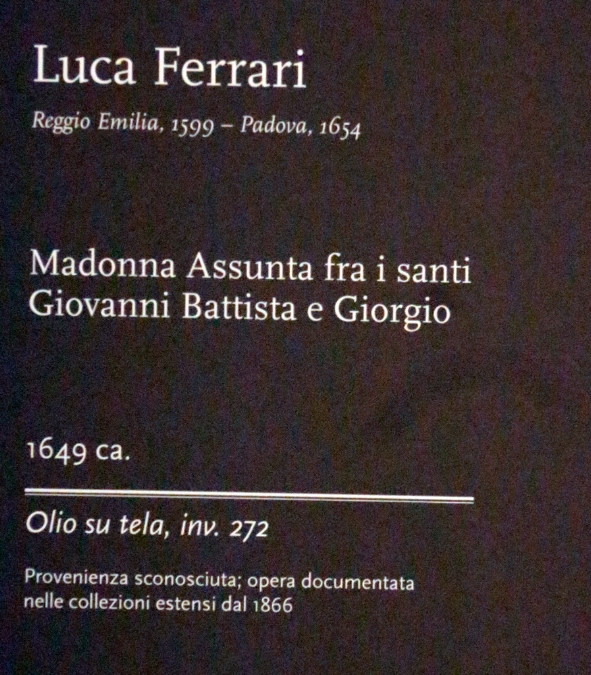 Luca Ferrari
Reggio Emilia, 1599 – Padova, 1654
Madonna Assunta fra i santi
Giovanni Battista e Giorgio
1649 ca.
Olio su tela, inv. 272
Provenienza sconosciuta; opera documentata
nelle collezioni estensi dal 1866